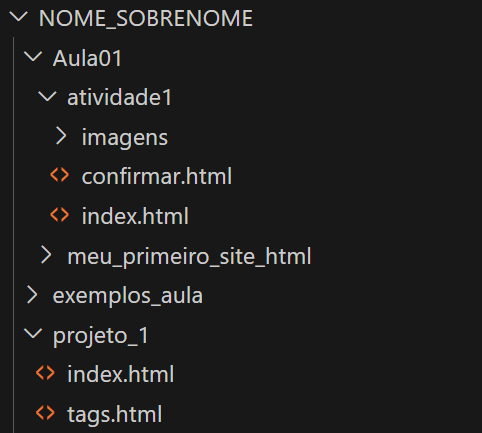 NOME_SOBRENOME
Aula01
atividade1
imagens
confirmar.html
index.html
meu_primeiro_site_html
exemplos_aula
projeto_1
index.html
tags.html